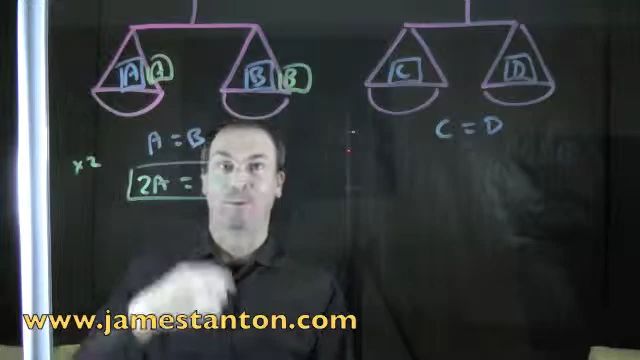 A A B B C D
A = B C = D
x2
2A =
www.jamestanton.com